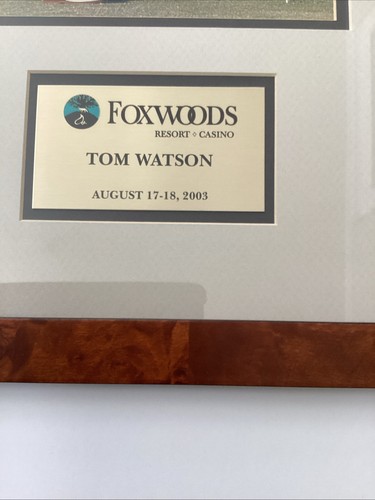 FOXWOODS
RESORT ◦ CASINO
TOM WATSON
AUGUST 17-18, 2003